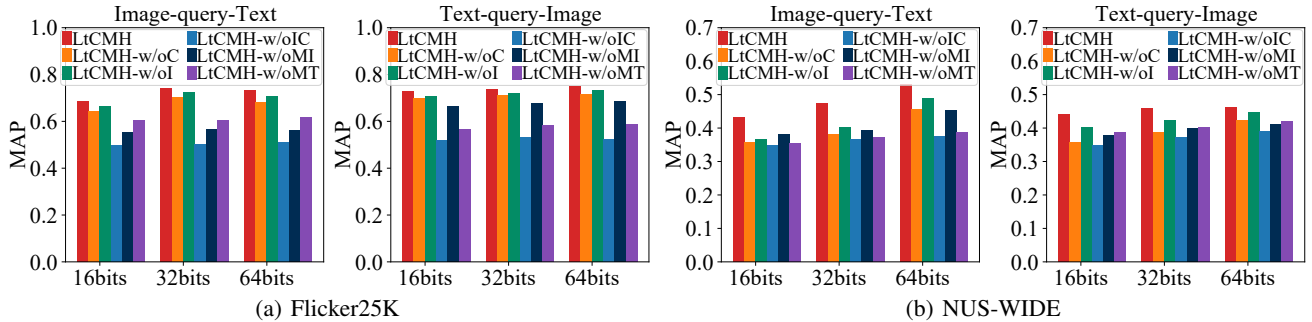 Image-query-Text
MAP
1.0
0.8
0.6
0.4
0.2
0.0
LtCMH
LtCMH-w/oC
LtCMH-w/oI
LtCMH-w/oIC
LtCMH-w/oMI
LtCMH-w/oMT
16bits 32bits 64bits
Text-query-Image
MAP
1.0
0.8
0.6
0.4
0.2
0.0
LtCMH
LtCMH-w/oC
LtCMH-w/oI
LtCMH-w/oIC
LtCMH-w/oMI
LtCMH-w/oMT
16bits 32bits 64bits
(a) Flicker25K
Image-query-Text
MAP
0.7
0.6
0.5
0.4
0.3
0.2
0.1
0.0
LtCMH
LtCMH-w/oC
LtCMH-w/oI
LtCMH-w/oIC
LtCMH-w/oMI
LtCMH-w/oMT
16bits 32bits 64bits
Text-query-Image
MAP
0.7
0.6
0.5
0.4
0.3
0.2
0.1
0.0
LtCMH
LtCMH-w/oC
LtCMH-w/oI
LtCMH-w/oIC
LtCMH-w/oMI
LtCMH-w/oMT
16bits 32bits 64bits
(b) NUS-WIDE